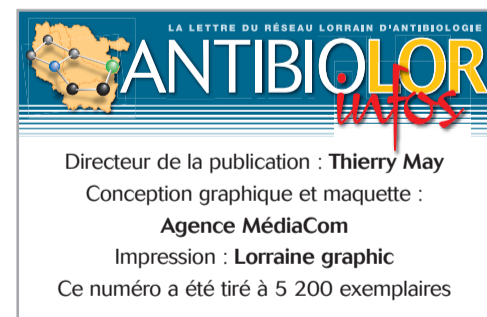 LA LETTRE DU RÉSEAU LORRAIN D'ANTIBIOLOGIE
ANTIBIOLOR
infos
Directeur de la publication : Thierry May
Conception graphique et maquette :
Agence MédiaCom
Impression : Lorraine graphic
Ce numéro a été tiré à 5 200 exemplaires